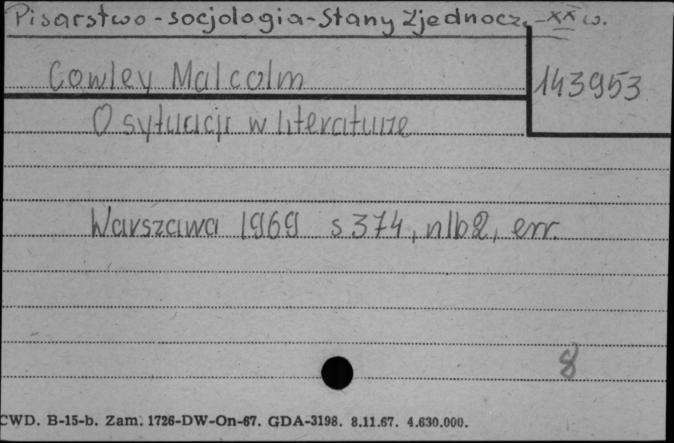 Pisarstwo - socjologia - Stany Zjednocz. - XX w.
Cowley Malcolm
143953
O sytuacji w literaturze
Warszawa 1969 s 374, nlb 2, err.
8
CWD. B-15-b. Zam. 1726-DW-On-67. GDA-3198. 8.11.67. 4.630.000.